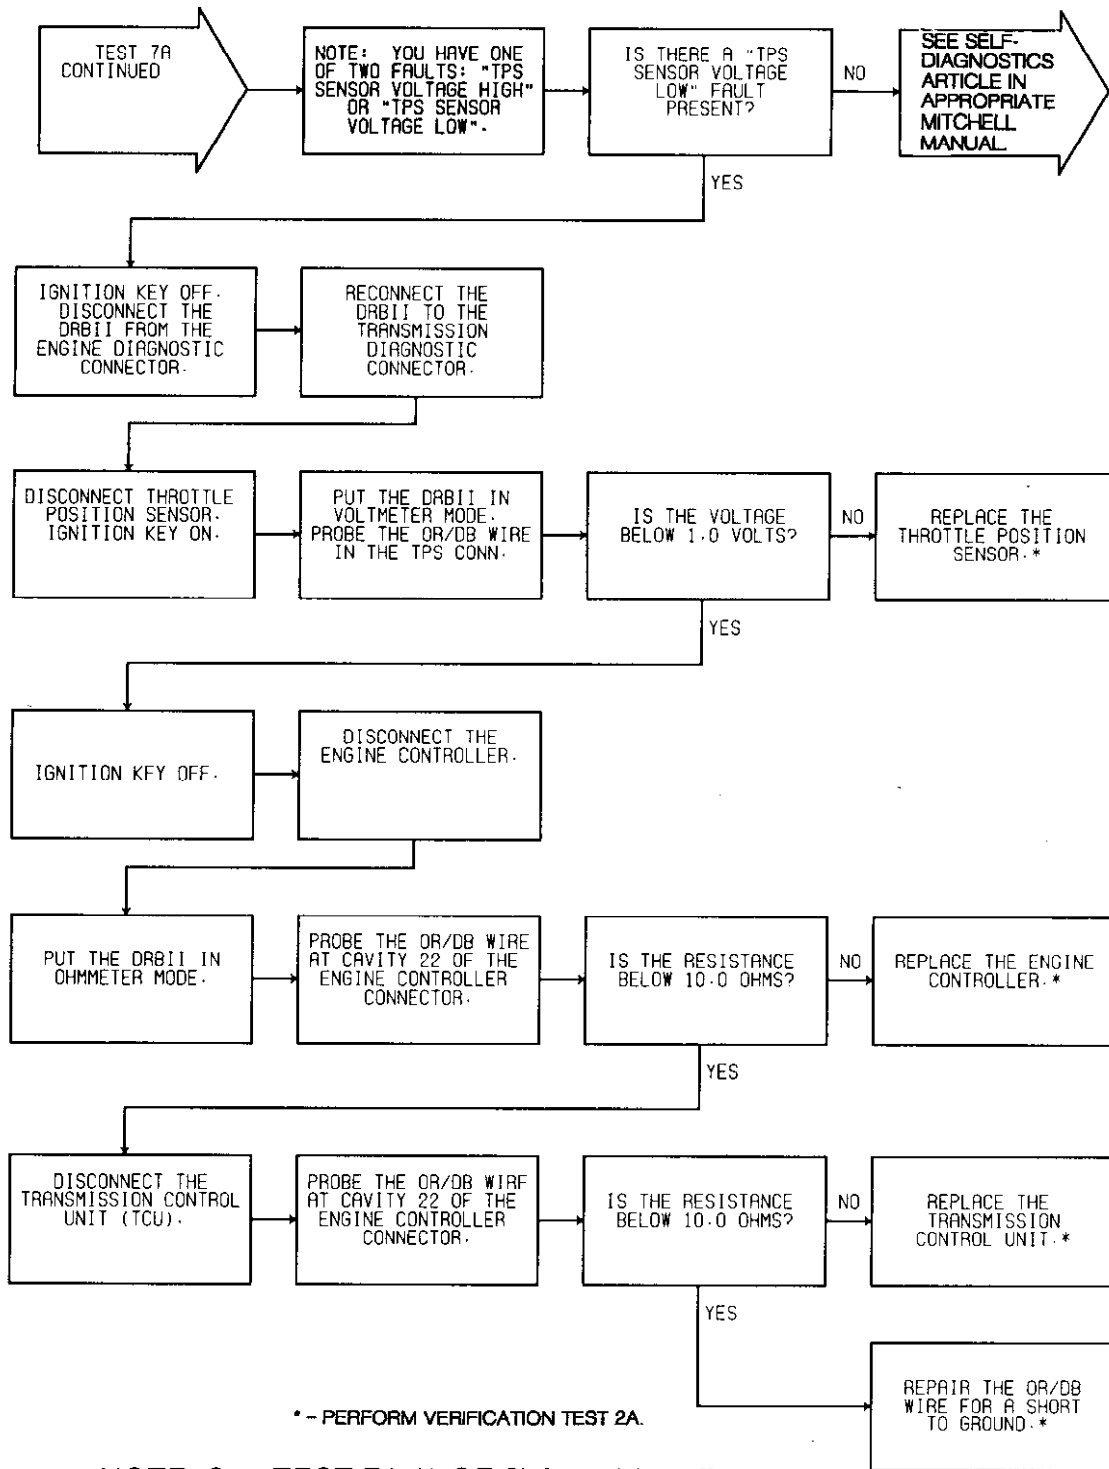 TEST 7A
CONTINUED
NOTE: YOU HAVE ONE
OF TWO FAULTS: "TPS
SENSOR VOLTAGE HIGH"
OR "TPS SENSOR
VOLTAGE LOW".
IS THERE A "TPS
SENSOR VOLTAGE
LOW" FAULT
PRESENT?
NO
SEE SELF-
DIAGNOSTICS
ARTICLE IN
APPROPRIATE
MITCHELL
MANUAL.
YES
IGNITION KEY OFF.
DISCONNECT THE
DRBII FROM THE
ENGINE DIAGNOSTIC
CONNECTOR.
RECONNECT THE
DRBII TO THE
TRANSMISSION
DIAGNOSTIC
CONNECTOR.
DISCONNECT THROTTLE
POSITION SENSOR.
IGNITION KEY ON.
PUT THE DRBII IN
VOLTMETER MODE.
PROBE THE OR/DB WIRE
IN THE TPS CONN.
IS THE VOLTAGE
BELOW 1.0 VOLTS?
NO
REPLACE THE
THROTTLE POSITION
SENSOR.*
YES
IGNITION KEY OFF.
DISCONNECT THE
ENGINE CONTROLLER.
PUT THE DRBII IN
OHMMETER MODE.
PROBE THE OR/DB WIRE
AT CAVITY 22 OF THE
ENGINE CONTROLLER
CONNECTOR.
IS THE RESISTANCE
BELOW 10.0 OHMS?
NO
REPLACE THE ENGINE
CONTROLLER.*
YES
DISCONNECT THE
TRANSMISSION CONTROL
UNIT (TCU).
PROBE THE OR/DB WIRE
AT CAVITY 22 OF THE
ENGINE CONTROLLER
CONNECTOR.
IS THE RESISTANCE
BELOW 10.0 OHMS?
NO
REPLACE THE
TRANSMISSION
CONTROL UNIT.*
YES
REPAIR THE OR/DB
WIRE FOR A SHORT
TO GROUND.*
* - PERFORM VERIFICATION TEST 2A.